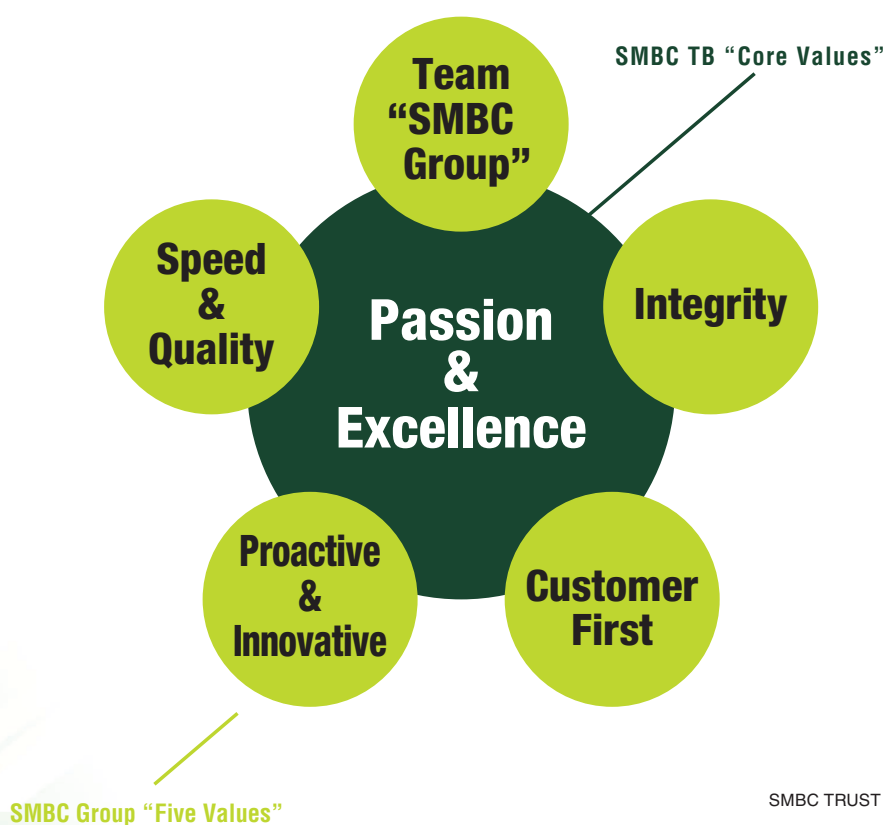 SMBC TB “Core Values”
Team
“SMBC
Group”
Speed
&
Quality
Integrity
Passion
&
Excellence
Proactive
&
Innovative
Customer
First
SMBC Group “Five Values”
SMBC TRUST